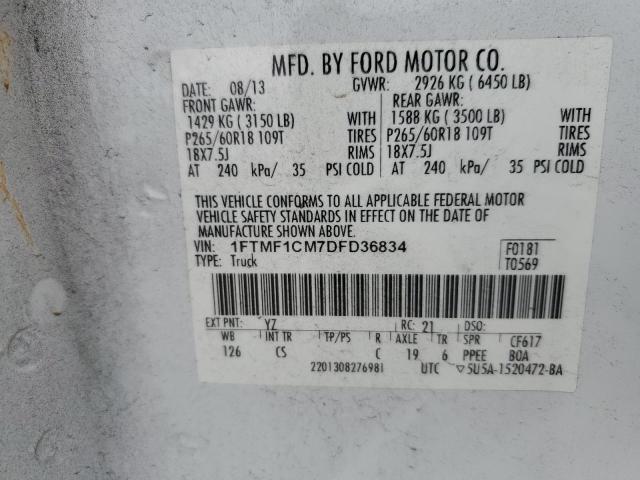 MFD. BY FORD MOTOR CO.
DATE: 08/13 GVWR: 2926 KG ( 6450 LB)
FRONT GAWR: REAR GAWR:
1429 KG ( 3150 LB) WITH 1588 KG ( 3500 LB) WITH
P265/60R18 109T TIRES P265/60R18 109T TIRES
18X7.5J RIMS 18X7.5J RIMS
AT 240 kPa/ 35 PSI COLD AT 240 kPa/ 35 PSI COLD
THIS VEHICLE CONFORMS TO ALL APPLICABLE FEDERAL MOTOR
VEHICLE SAFETY STANDARDS IN EFFECT ON THE DATE OF
MANUFACTURE SHOWN ABOVE.
VIN: 1FTMF1CM7DFD36834 F0181
TYPE: Truck T0569
EXT PNT: YZ RC: 21 DSO:
WB INT TR TP/PS R AXLE TR SPR CF617
126 CS C 19 6 PPEE BOA
2201308276981 UTC ▽5U5A-1520472-BA